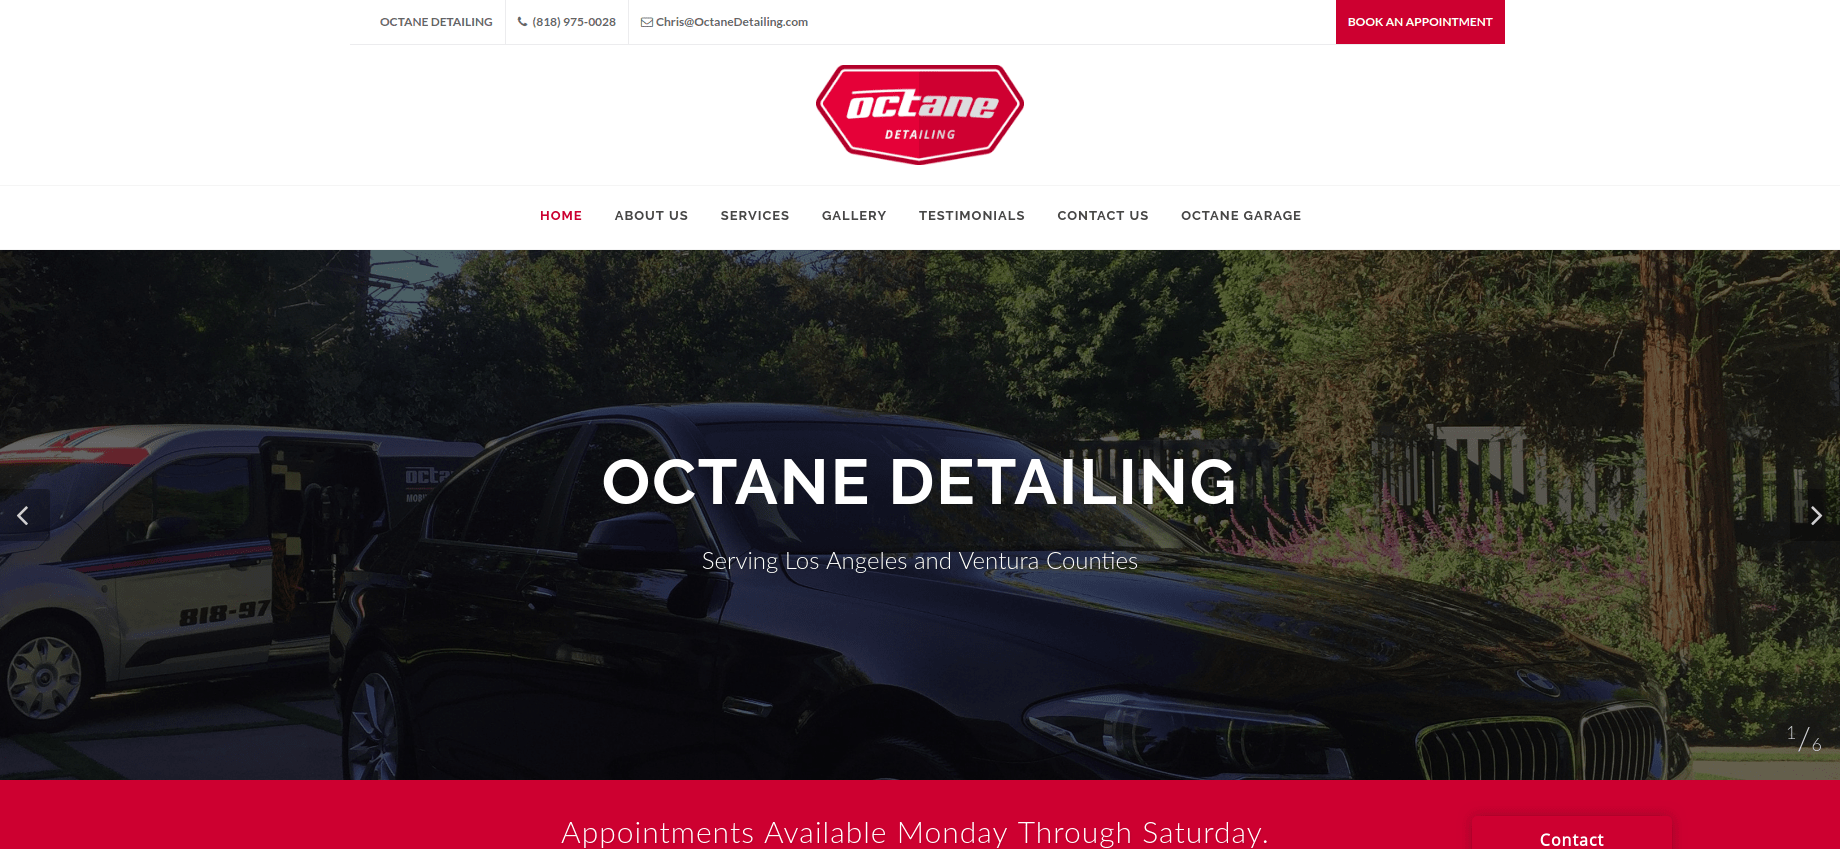 OCTANE DETAILING
(818) 975-0028
Chris@OctaneDetailing.com
BOOK AN APPOINTMENT
octane
DETAILING
HOME
ABOUT US
SERVICES
GALLERY
TESTIMONIALS
CONTACT US
OCTANE GARAGE
octa
OCTANE DETAILING
Serving Los Angeles and Ventura Counties
818-97
1/6
Appointments Available Monday Through Saturday.
Contact